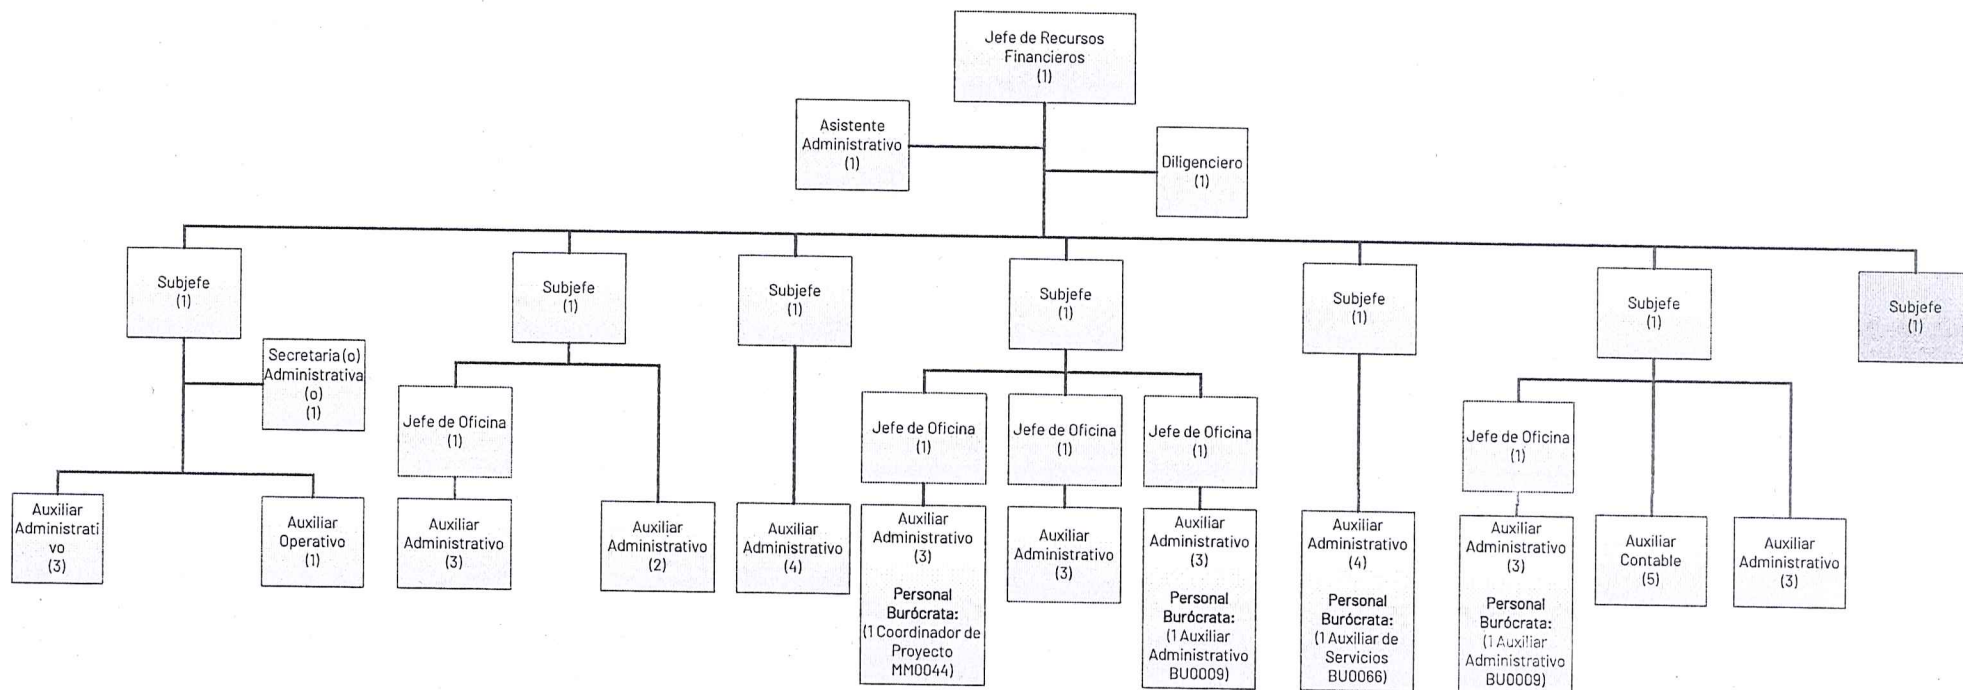 Jefe de Recursos
Financieros
(1)
Asistente
Administrativo
(1)
Diligenciero
(1)
Subjefe
(1)
Subjefe
(1)
Subjefe
(1)
Subjefe
(1)
Subjefe
(1)
Subjefe
(1)
Subjefe
(1)
Secretaria(o)
Administrativa
(o)
(1)
Jefe de Oficina
(1)
Jefe de Oficina
(1)
Jefe de Oficina
(1)
Jefe de Oficina
(1)
Jefe de Oficina
(1)
Auxiliar
Administrati
vo
(3)
Auxiliar
Operativo
(1)
Auxiliar
Administrativo
(3)
Auxiliar
Administrativo
(2)
Auxiliar
Administrativo
(4)
Auxiliar
Administrativo
(3)
Personal
Burócrata:
(1 Coordinador de
Proyecto
MM0044)
Auxiliar
Administrativo
(3)
Auxiliar
Administrativo
(3)
Personal
Burócrata:
(1 Auxiliar
Administrativo
BU0009)
Auxiliar
Administrativo
(4)
Personal
Burócrata:
(1 Auxiliar de
Servicios
BU0066)
Auxiliar
Administrativo
(3)
Personal
Burócrata:
(1 Auxiliar
Administrativo
BU0009)
Auxiliar
Contable
(5)
Auxiliar
Administrativo
(3)